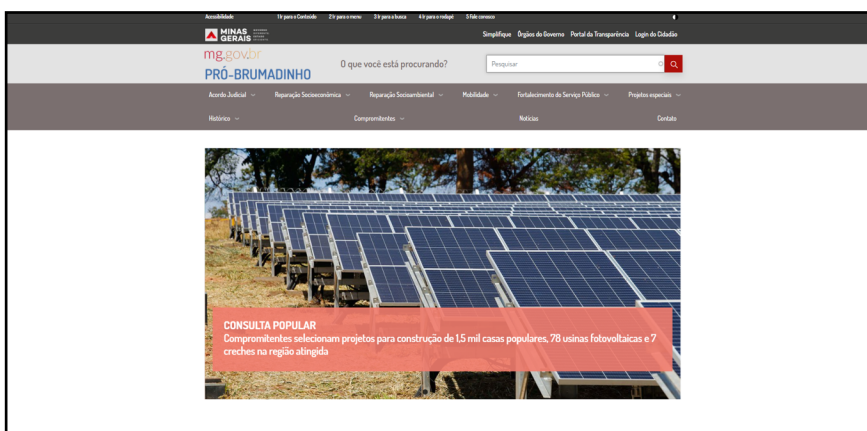 Acessibilidade 1 Ir para o Conteúdo 2 Ir para o menu 3 Ir para a busca 4 Ir para o rodapé 5 Fale conosco
MINAS GERAIS
Simplifique Órgãos do Governo Portal da Transparência Login do Cidadão
mg.gov.br
PRÓ-BRUMADINHO
O que você está procurando?
Pesquisar
Acordo Judicial Reparação Socioeconômica Reparação Socioambiental Mobilidade Fortalecimento do Serviço Público Projetos especiais
Histórico Compromitentes Notícias Contato
CONSULTA POPULAR
Compromitentes selecionam projetos para construção de 1,5 mil casas populares, 78 usinas fotovoltaicas e 7
creches na região atingida